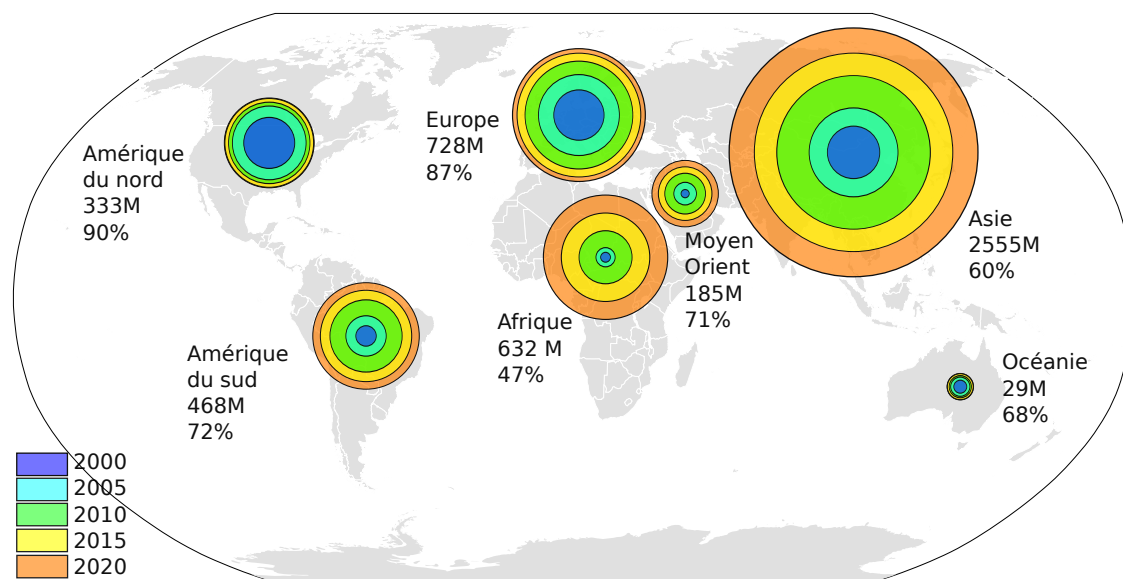 Amérique
du nord
333M
90%
Europe
728M
87%
Moyen
Orient
185M
71%
Asie
2555M
60%
Afrique
632 M
47%
Amérique
du sud
468M
72%
Océanie
29M
68%
2000
2005
2010
2015
2020